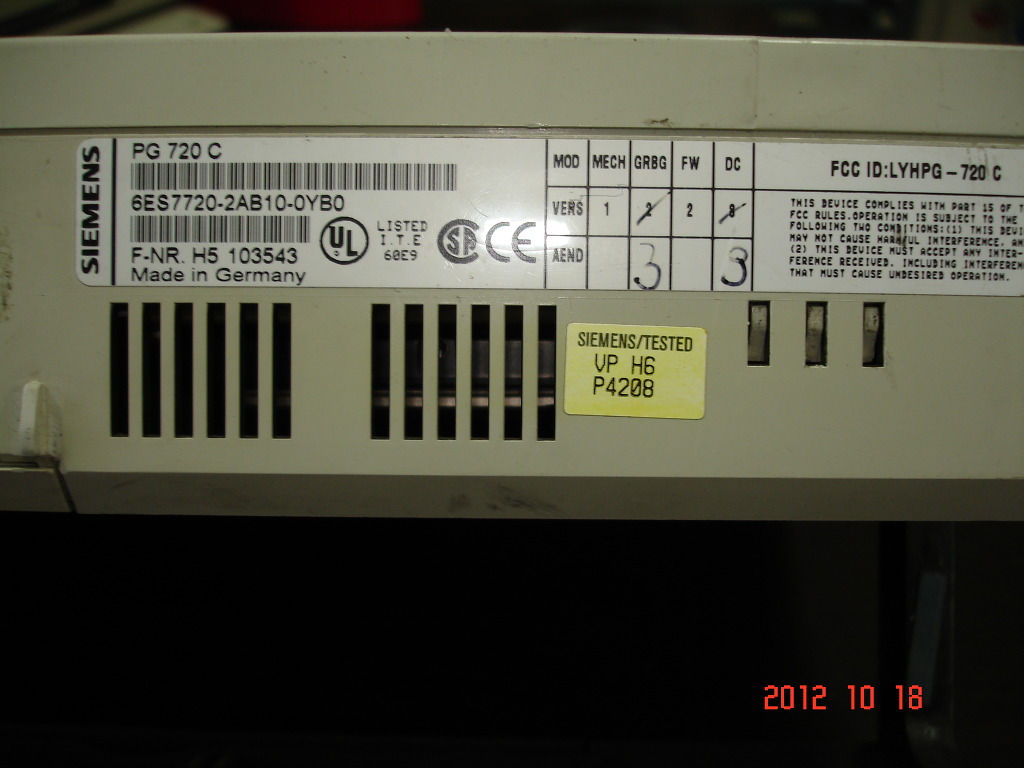 SIEMENS
PG 720 C
6ES7720-2AB10-0YB0
F-NR. H5 103543
Made in Germany
UL
LISTED
I.T.E
60E9
MOD MECH GRBG FW DC
VERS 1 2 2 8
AEND 3 3
FCC ID:LYHPG-720 C
THIS DEVICE COMPLIES WITH PART 15 OF T
FCC RULES.OPERATION IS SUBJECT TO THE
FOLLOWING TWO CONDITIONS:(1) THIS DEVI
MAY NOT CAUSE HARMFUL INTERFERENCE, AN
(2) THIS DEVICE MUST ACCEPT ANY INTER-
FERENCE RECEIVED. INCLUDING INTERFEREN
THAT MUST CAUSE UNDESIRED OPERATION.
SIEMENS/TESTED
VP H6
P4208
2012 10 18